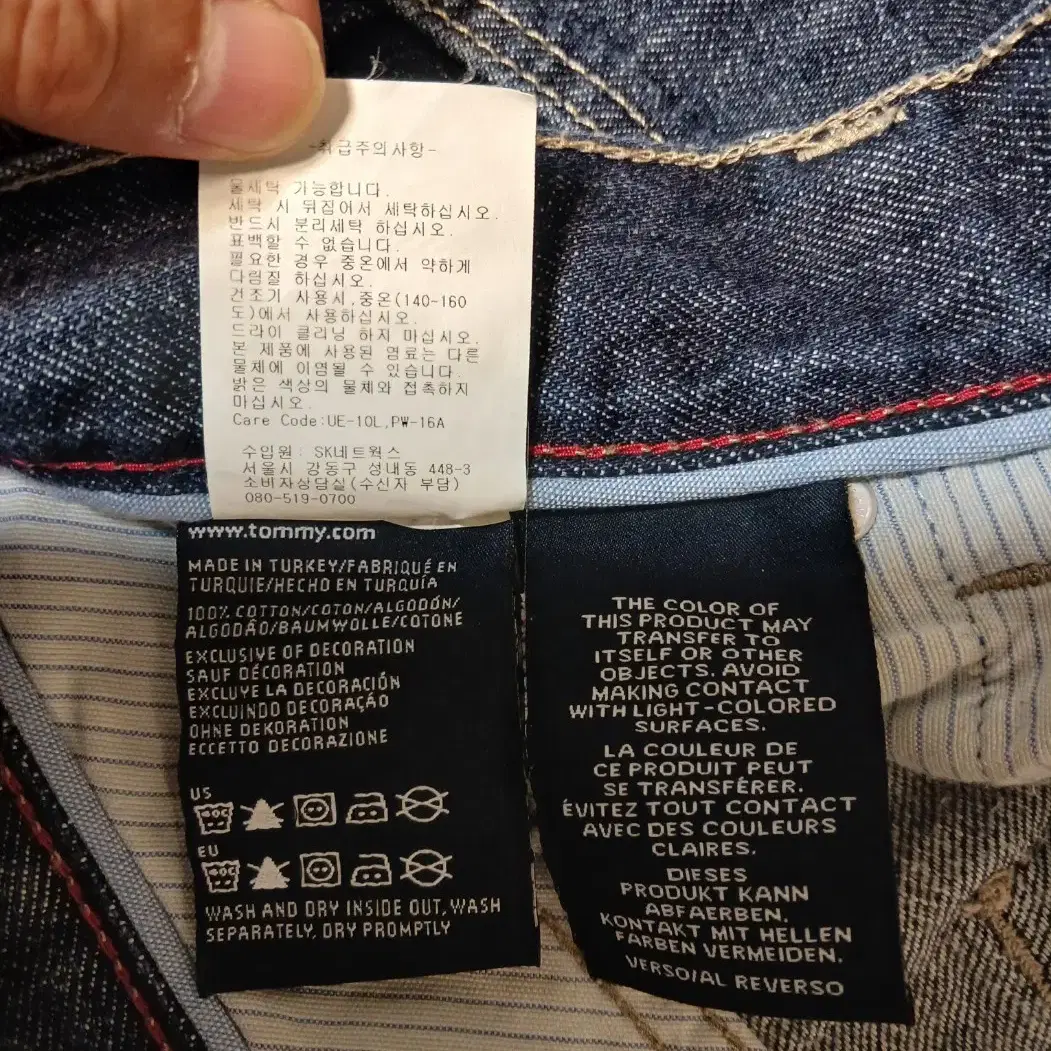 -취급주의사항-
물세탁 가능합니다.
세탁 시 뒤집어서 세탁하십시오.
반드시 분리세탁 하십시오.
표백할 수 없습니다.
필요한 경우 중온에서 약하게
다림질 하십시오.
건조기 사용시,중온(140-160
도)에서 사용하십시오.
드라이 클리닝 하지 마십시오.
본 제품에 사용된 염료는 다른
물체에 이염될 수 있습니다.
밝은 색상의 물체와 접촉하지
마십시오.
Care Code:UE-10L,PW-16A
수입원: SK네트웍스
서울시 강동구 성내동 448-3
소비자상담실(수신자 부담)
080-519-0700
www.tommy.com
MADE IN TURKEY/FABRIQUÉ EN
TURQUIE/HECHO EN TURQUÍA
100% COTTON/COTON/ALGODÓN/
ALGODÃO/BAUMWOLLE/COTONE
EXCLUSIVE OF DECORATION
SAUF DÉCORATION
EXCLUYE LA DECORACIÓN
EXCLUINDO DECORAÇÃO
OHNE DEKORATION
ECCETTO DECORAZIONE
US
EU
WASH AND DRY INSIDE OUT, WASH
SEPARATELY, DRY PROMPTLY
THE COLOR OF
THIS PRODUCT MAY
TRANSFER TO
ITSELF OR OTHER
OBJECTS. AVOID
MAKING CONTACT
WITH LIGHT-COLORED
SURFACES.
LA COULEUR DE
CE PRODUIT PEUT
SE TRANSFÉRER.
ÉVITEZ TOUT CONTACT
AVEC DES COULEURS
CLAIRES.
DIESES
PRODUKT KANN
ABFAERBEN.
KONTAKT MIT HELLEN
FARBEN VERMEIDEN.
VERSO/AL REVERSO